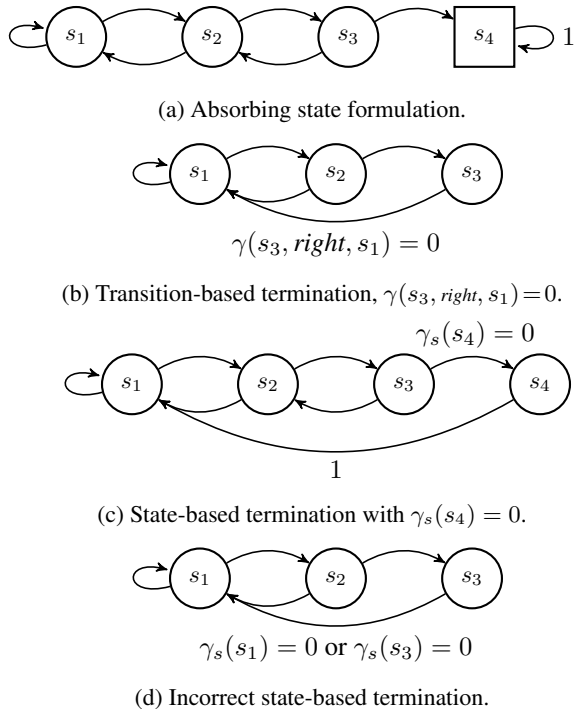 s₁ s₂ s₃ s₄ 1
(a) Absorbing state formulation.
s₁ s₂ s₃
γ(s₃, right, s₁) = 0
(b) Transition-based termination, γ(s₃, right, s₁)=0.
γₛ(s₄) = 0
s₁ s₂ s₃ s₄
1
(c) State-based termination with γₛ(s₄) = 0.
s₁ s₂ s₃
γₛ(s₁) = 0 or γₛ(s₃) = 0
(d) Incorrect state-based termination.